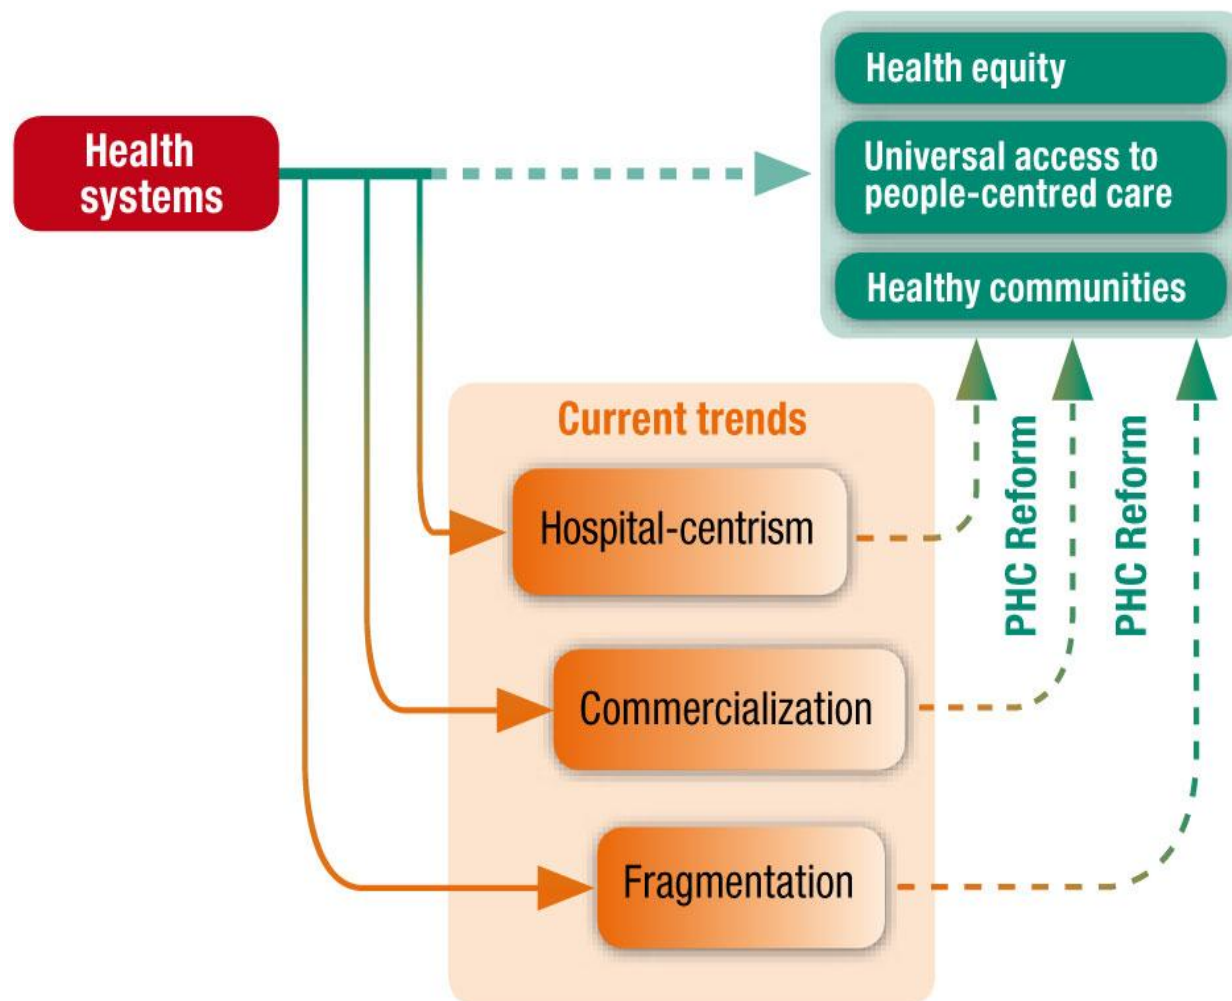 Health
systems
Health equity
Universal access to
people-centred care
Healthy communities
Current trends
Hospital-centrism
Commercialization
Fragmentation
PHC Reform
PHC Reform